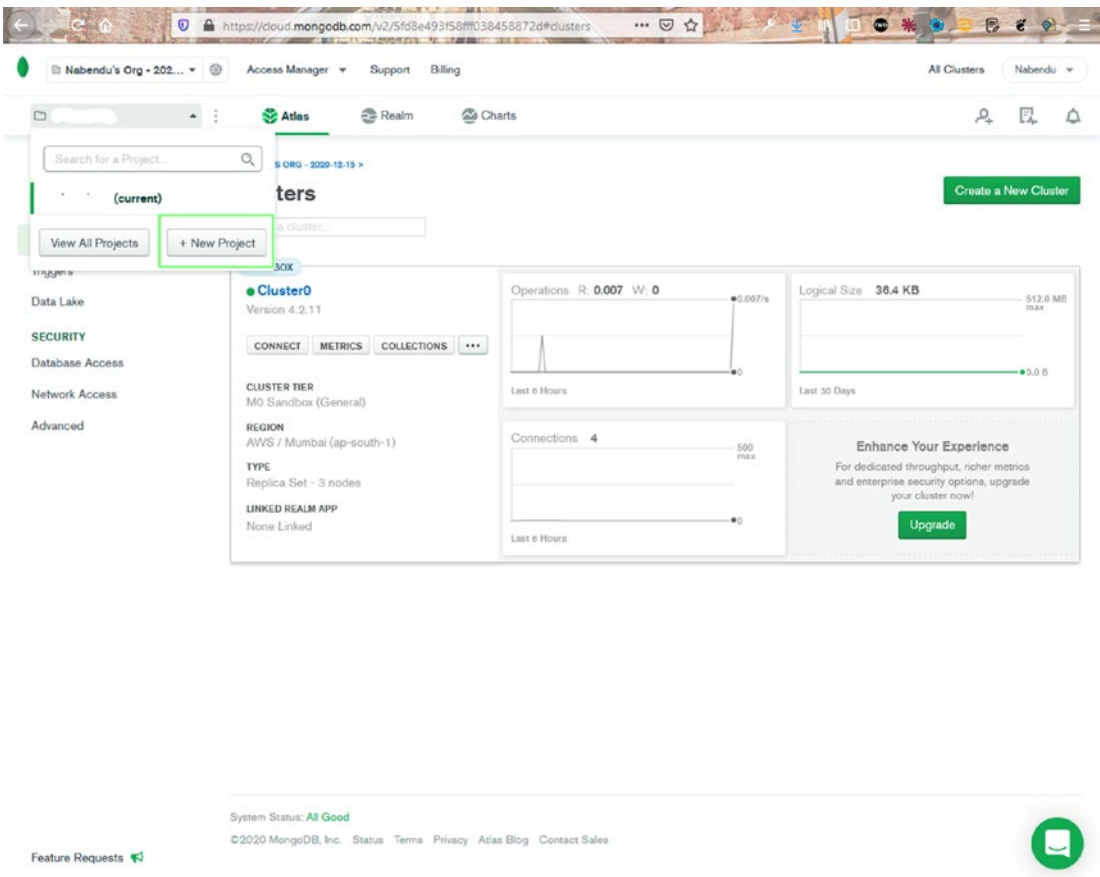 https://cloud.mongodb.com/v2/5fd8e493f58fff038458872d#clusters
Nabendu's Org - 202...
Access Manager
Support
Billing
All Clusters
Nabendu
Atlas
Realm
Charts
Search for a Project...
(current)
View All Projects
+ New Project
S ORG - 2020-12-15 >
ters
a cluster...
Create a New Cluster
Triggers
Data Lake
SECURITY
Database Access
Network Access
Advanced
BOX
Cluster0
Version 4.2.11
CONNECT
METRICS
COLLECTIONS
...
CLUSTER TIER
M0 Sandbox (General)
REGION
AWS / Mumbai (ap-south-1)
TYPE
Replica Set - 3 nodes
LINKED REALM APP
None Linked
Operations R: 0.007 W: 0
0.007/s
0
Last 6 Hours
Logical Size 36.4 KB
512.0 MB
max
0.0 B
Last 30 Days
Connections 4
500
max
0
Last 6 Hours
Enhance Your Experience
For dedicated throughput, richer metrics
and enterprise security options, upgrade
your cluster now!
Upgrade
System Status: All Good
©2020 MongoDB, Inc. Status Terms Privacy Atlas Blog Contact Sales
Feature Requests